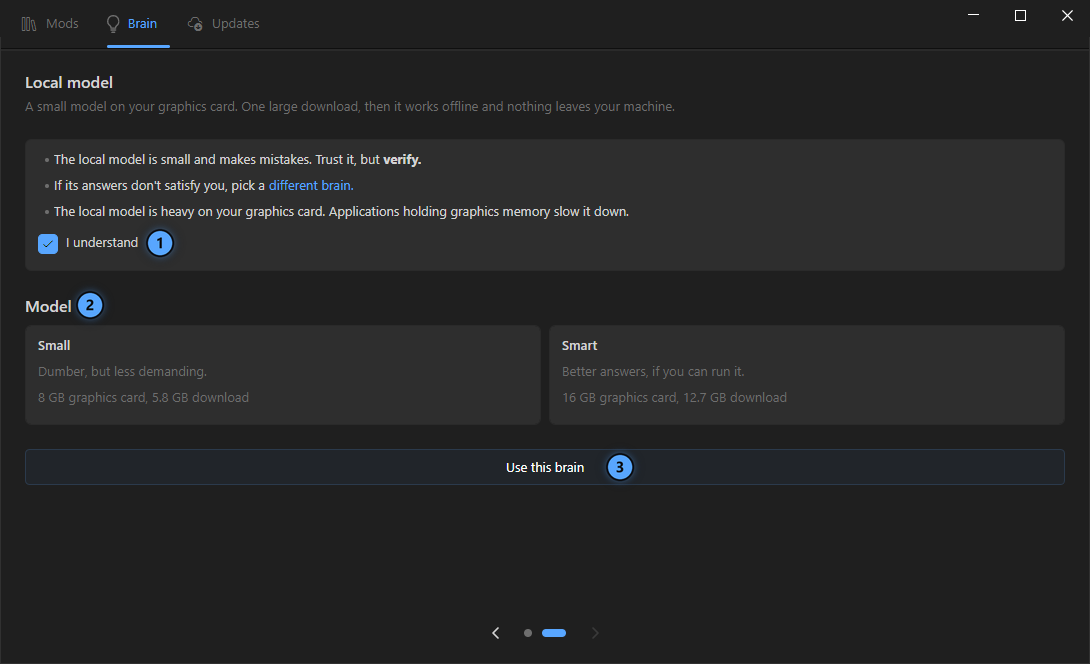 Mods Brain Updates
Local model
A small model on your graphics card. One large download, then it works offline and nothing leaves your machine.
• The local model is small and makes mistakes. Trust it, but verify.
• If its answers don't satisfy you, pick a different brain.
• The local model is heavy on your graphics card. Applications holding graphics memory slow it down.
I understand 1
Model 2
Small
Dumber, but less demanding.
8 GB graphics card, 5.8 GB download
Smart
Better answers, if you can run it.
16 GB graphics card, 12.7 GB download
Use this brain 3